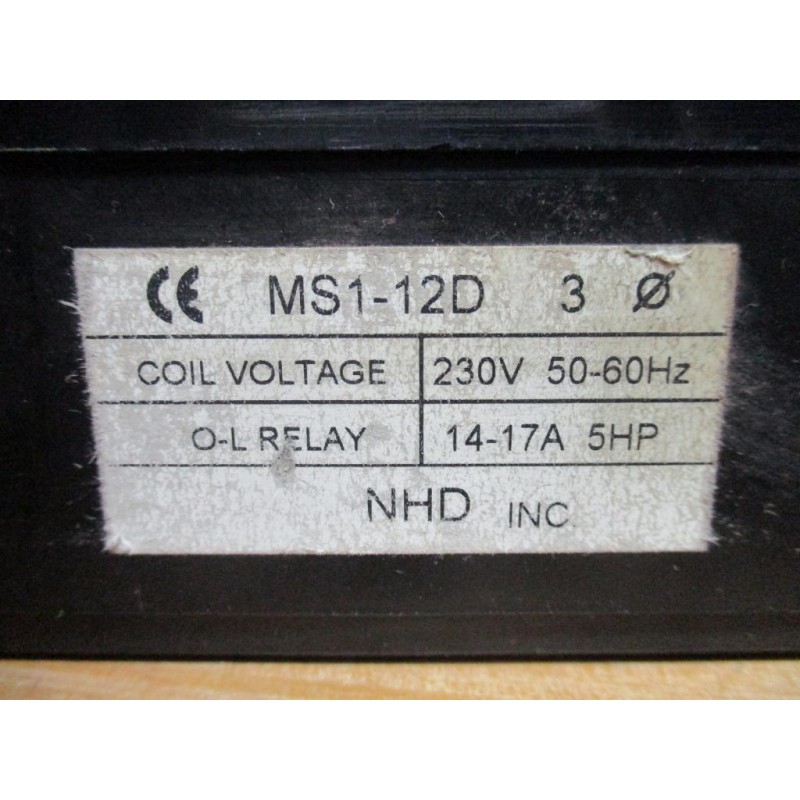 CE MS1-12D 3 Ø
COIL VOLTAGE 230V 50-60Hz
O-L RELAY 14-17A 5HP
NHD INC